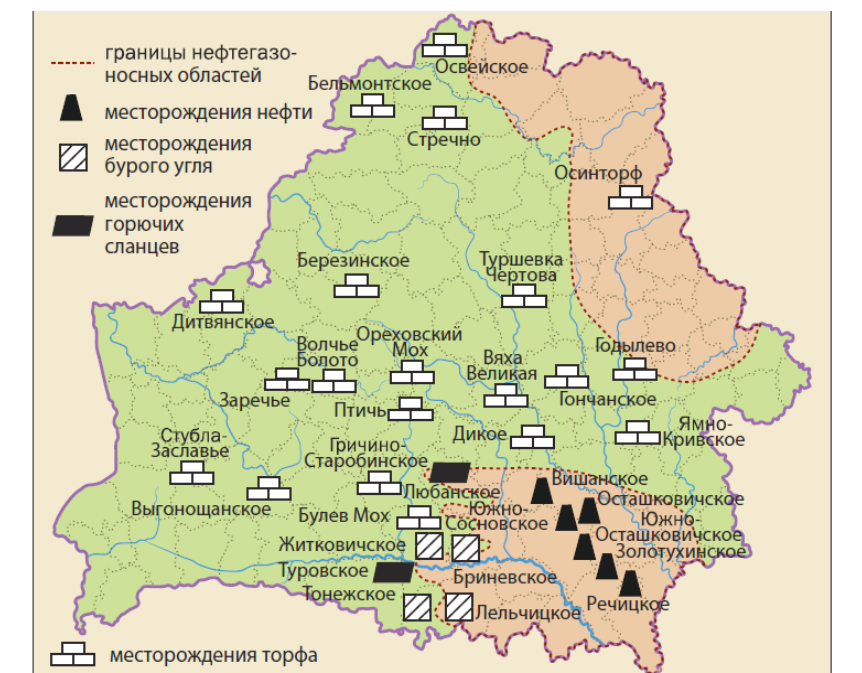 границы нефтегазо-
носных областей
месторождения нефти
месторождения
бурого угля
месторождения
горючих
сланцев
Освейское
Бельмонтское
Стречно
Осинторф
Березинское
Туршевка
Чертова
Дитвянское
Волчье
Болото
Ореховский
Мох
Вяха
Великая
Годылево
Заречье
Гончанское
Птичь
Стубла-
Заславье
Гричино-
Старобинское
Дикое
Ямно-
Кривское
Выгонощанское
Любанское
Вишанское
Осташковичское
Булев Мох
Южно-
Сосновское
Южно-
Осташковичское
Житковичское
Золотухинское
Туровское
Бриневское
Тонежское
Лельчицкое
Речицкое
месторождения торфа